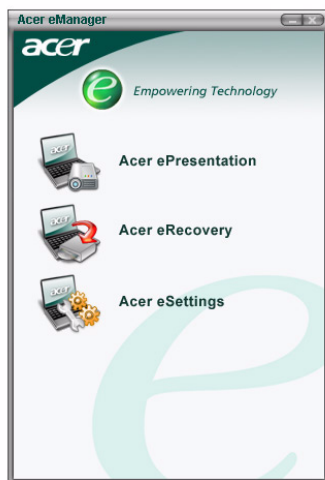 Acer eManager
acer
e Empowering Technology
Acer ePresentation
Acer eRecovery
Acer eSettings
e